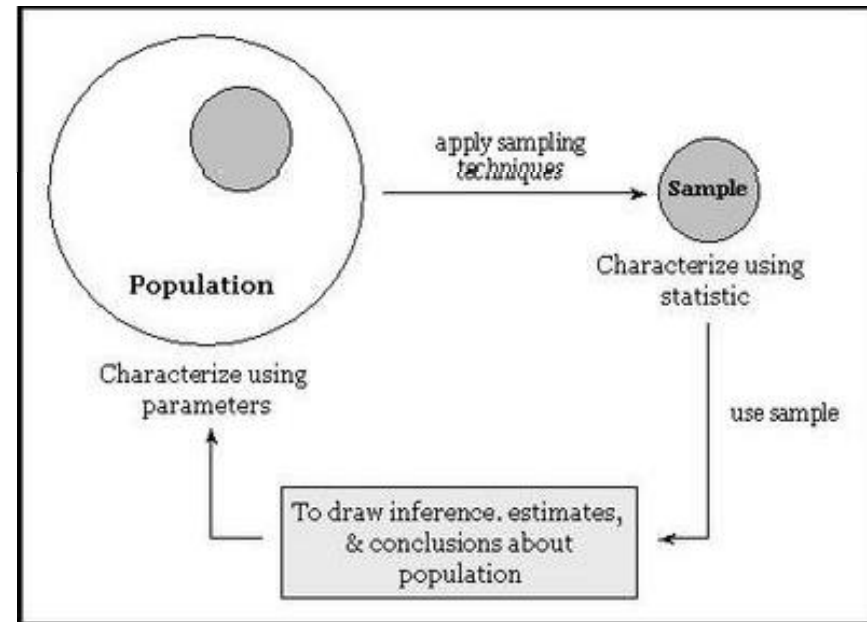 Population
Characterize using
parameters
apply sampling
techniques
Sample
Characterize using
statistic
use sample
To draw inference. estimates,
& conclusions about
population